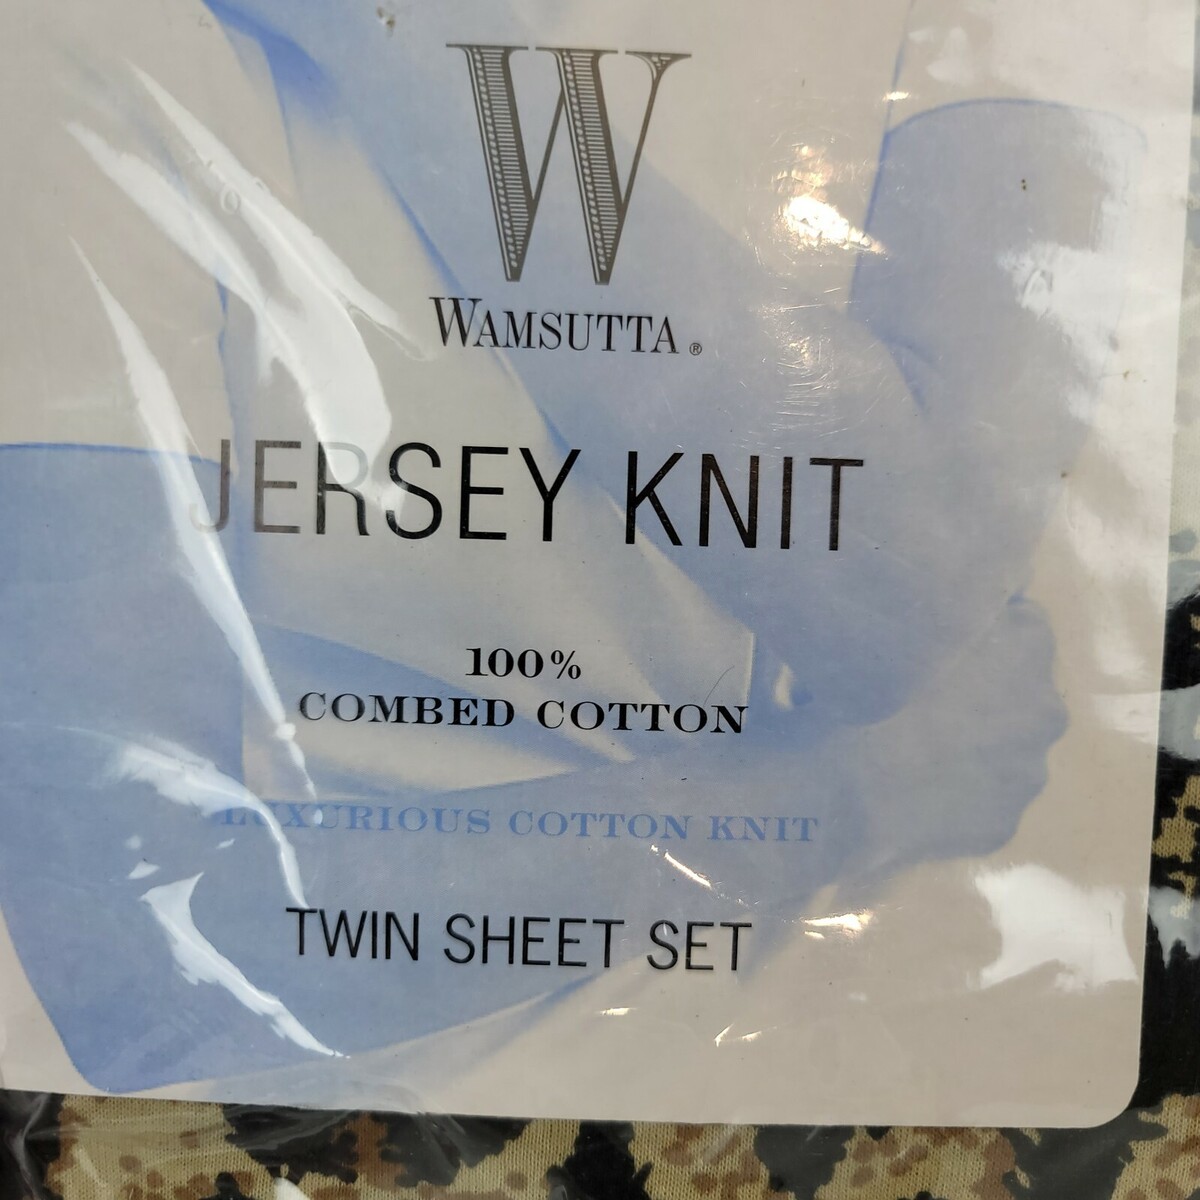 W
WAMSUTTA®
JERSEY KNIT
100%
COMBED COTTON
LUXURIOUS COTTON KNIT
TWIN SHEET SET